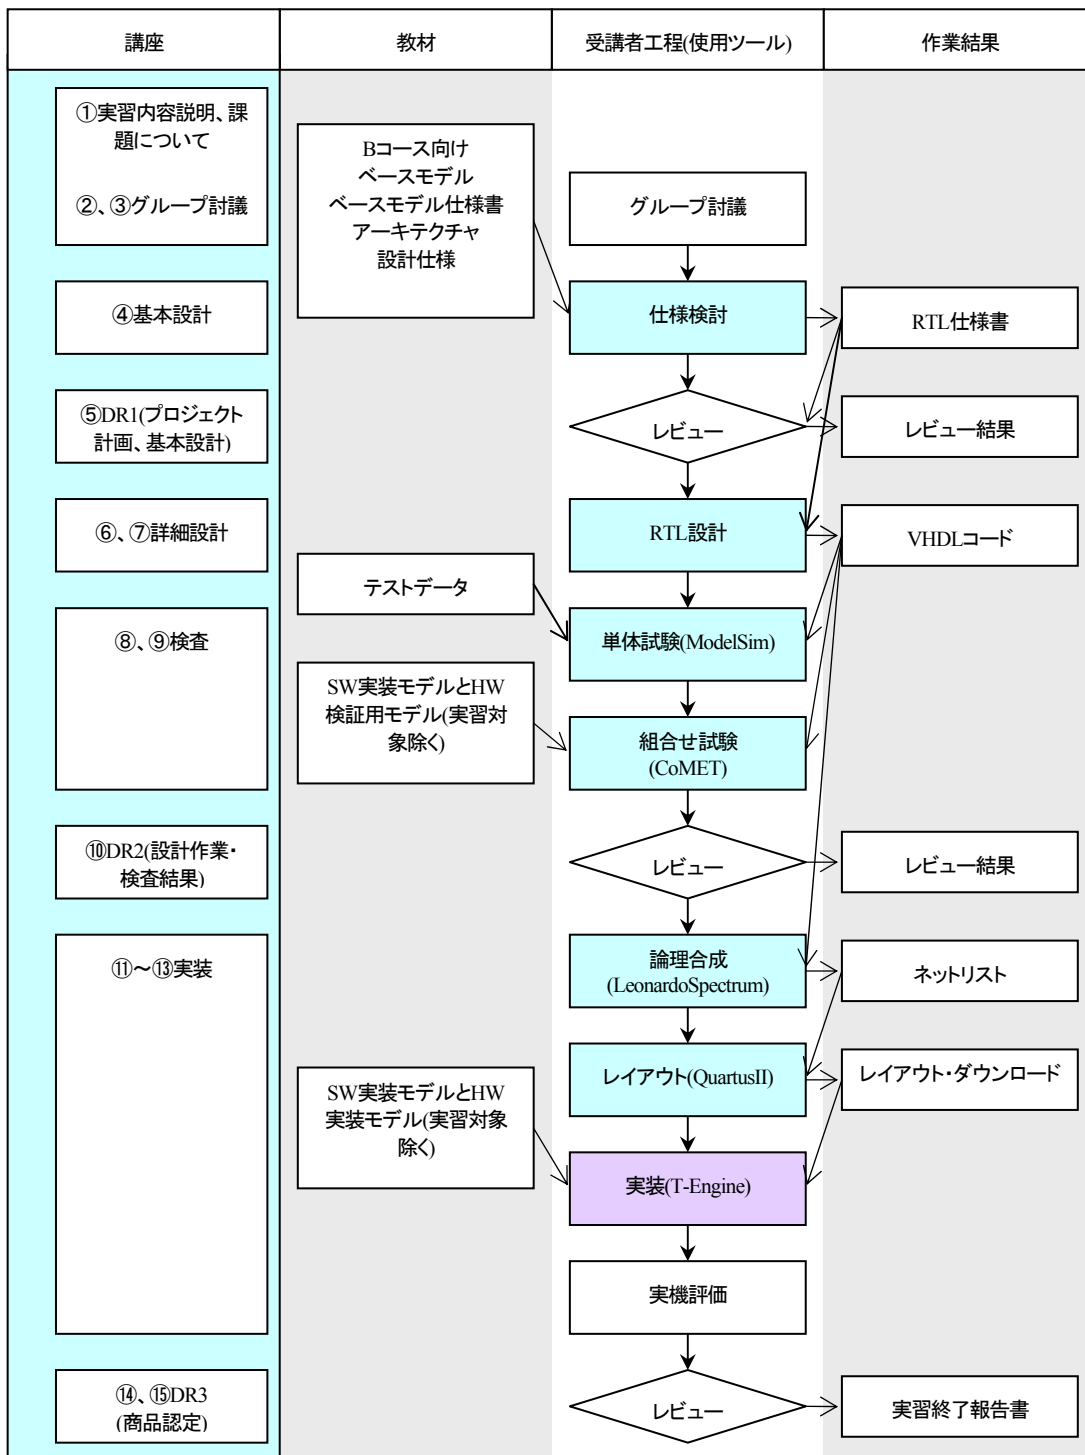 講座
教材
受講者工程(使用ツール)
作業結果
①実習内容説明、課
題について
②、③グループ討議
Bコース向け
ベースモデル
ベースモデル仕様書
アーキテクチャ
設計仕様
グループ討議
④基本設計
仕様検討
RTL仕様書
⑤DR1(プロジェクト
計画、基本設計)
レビュー
レビュー結果
⑥、⑦詳細設計
RTL設計
VHDLコード
テストデータ
⑧、⑨検査
単体試験(ModelSim)
SW実装モデルとHW
検証用モデル(実習対
象除く)
組合せ試験
(CoMET)
⑩DR2(設計作業・
検査結果)
レビュー
レビュー結果
⑪～⑬実装
論理合成
(LeonardoSpectrum)
ネットリスト
レイアウト(QuartusII)
レイアウト・ダウンロード
SW実装モデルとHW
実装モデル(実習対象
除く)
実装(T-Engine)
実機評価
⑭、⑮DR3
(商品認定)
レビュー
実習終了報告書